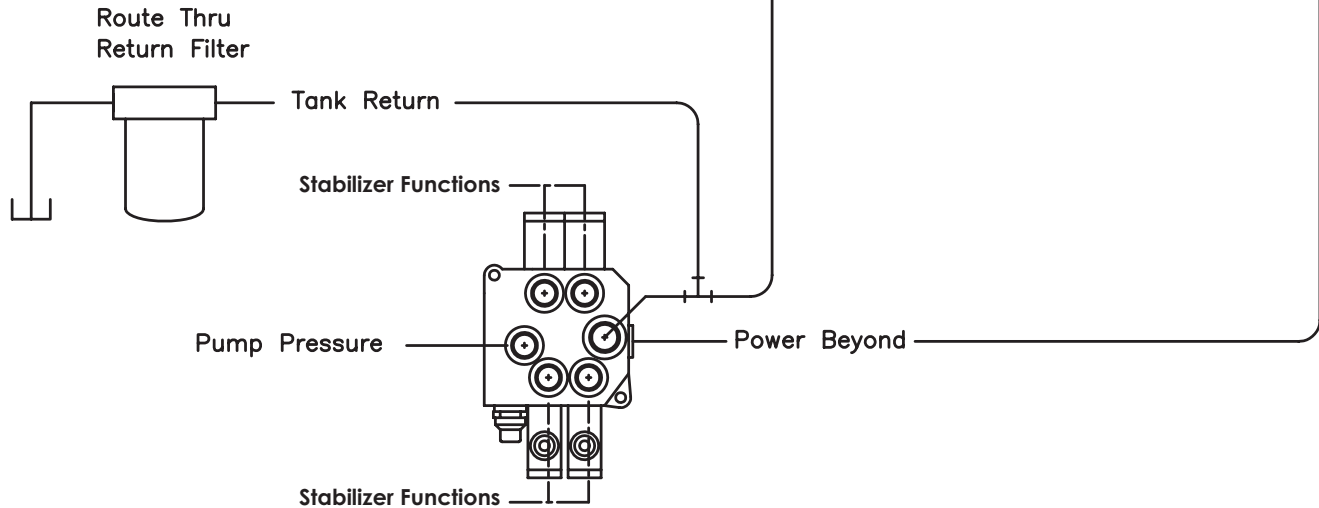 Route Thru
Return Filter
Tank Return
Stabilizer Functions
Pump Pressure
Power Beyond
Stabilizer Functions